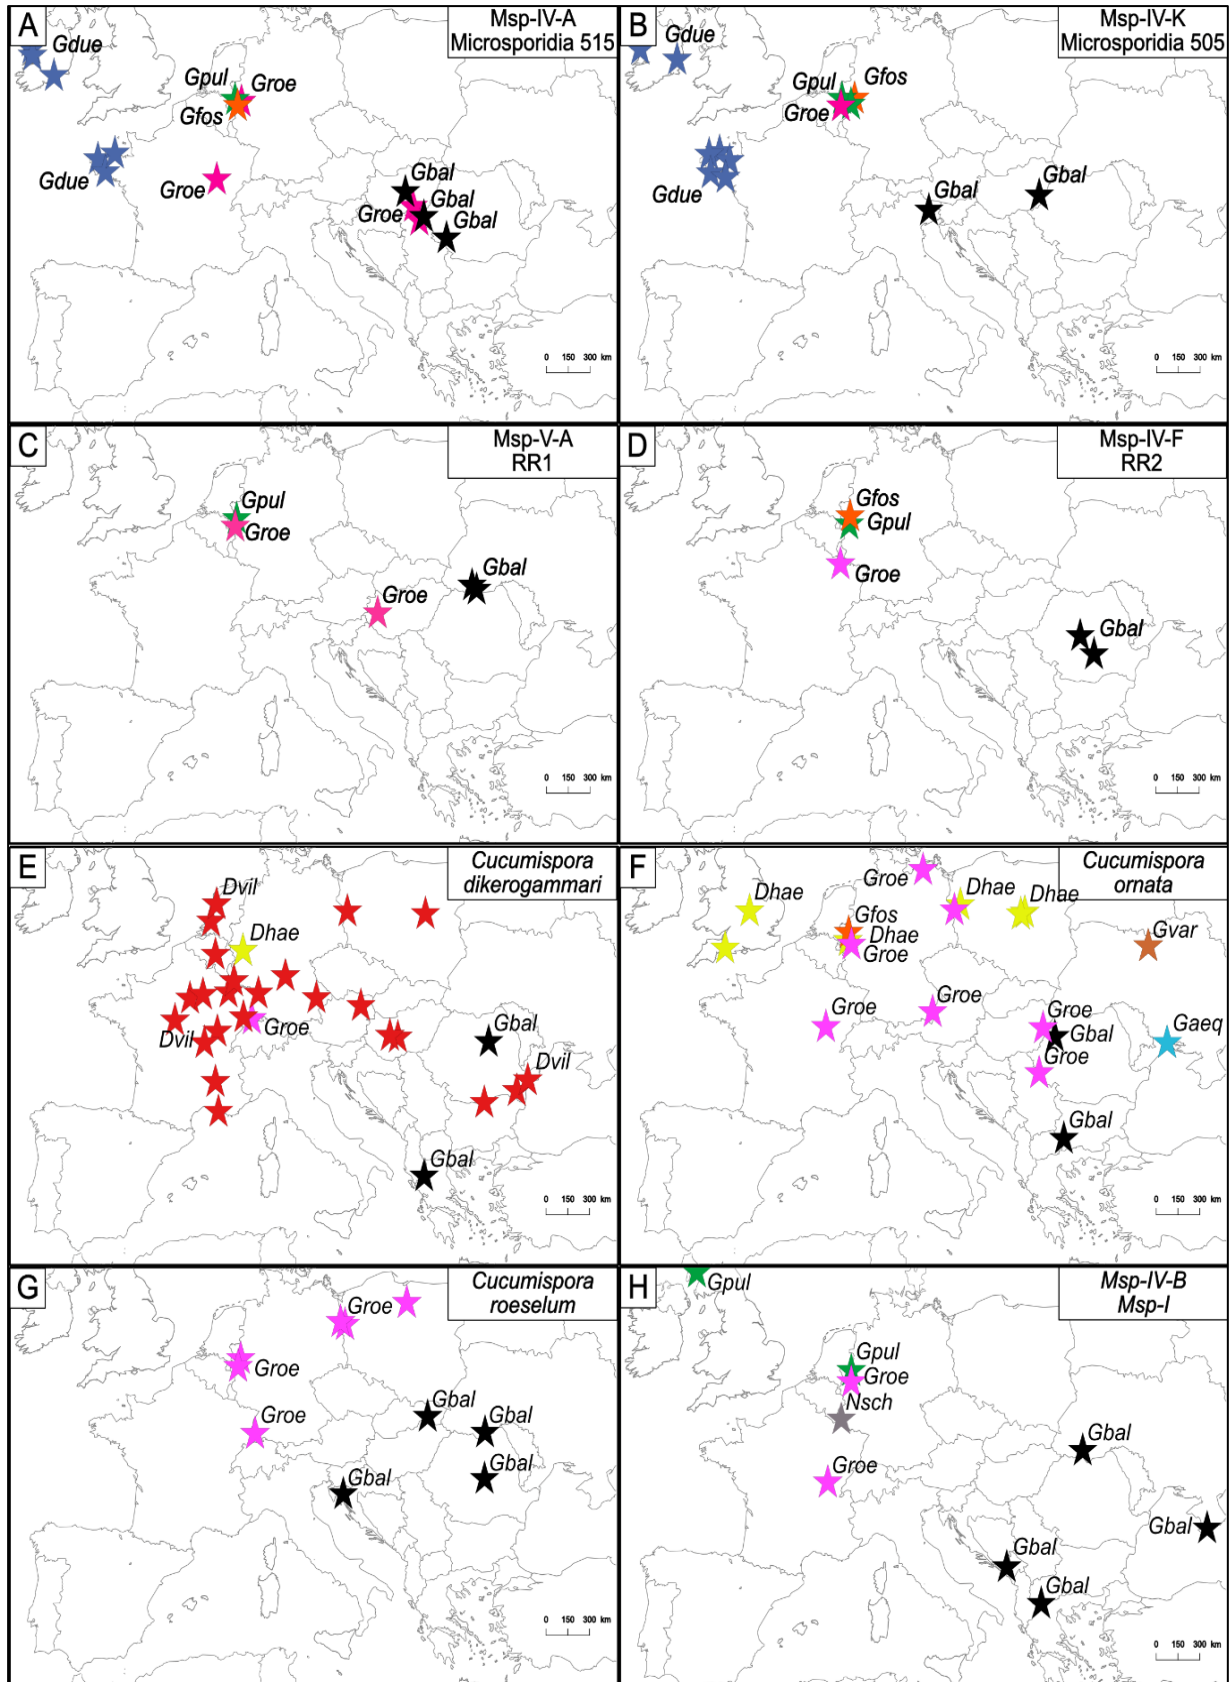 A
Msp-IV-A
Microsporidia 515
Gdue
Gpul
Groe
Gfos
Gdue
Groe
Gbal
Gbal
Groe
Gbal
0 150 300 km
B
Msp-IV-K
Microsporidia 505
Gdue
Gpul
Gfos
Groe
Gdue
Gbal
Gbal
0 150 300 km
C
Msp-V-A
RR1
Gpul
Groe
Gbal
Groe
0 150 300 km
D
Msp-IV-F
RR2
Gfos
Gpul
Groe
Gbal
0 150 300 km
E
Cucumispora
dikerogammari
Dvil
Dhae
Groe
Dvil
Gbal
Dvil
Gbal
0 150 300 km
F
Cucumispora
ornata
Groe
Dhae
Dhae
Dhae
Gfos
Dhae
Groe
Gvar
Groe
Groe
Groe
Gbal
Gaeq
Groe
Gbal
0 150 300 km
G
Cucumispora
roeselum
Groe
Groe
Groe
Gbal
Gbal
Gbal
Gbal
0 150 300 km
H
Msp-IV-B
Msp-I
Gpul
Gpul
Groe
Nsch
Gbal
Groe
Gbal
Gbal
Gbal
0 150 300 km